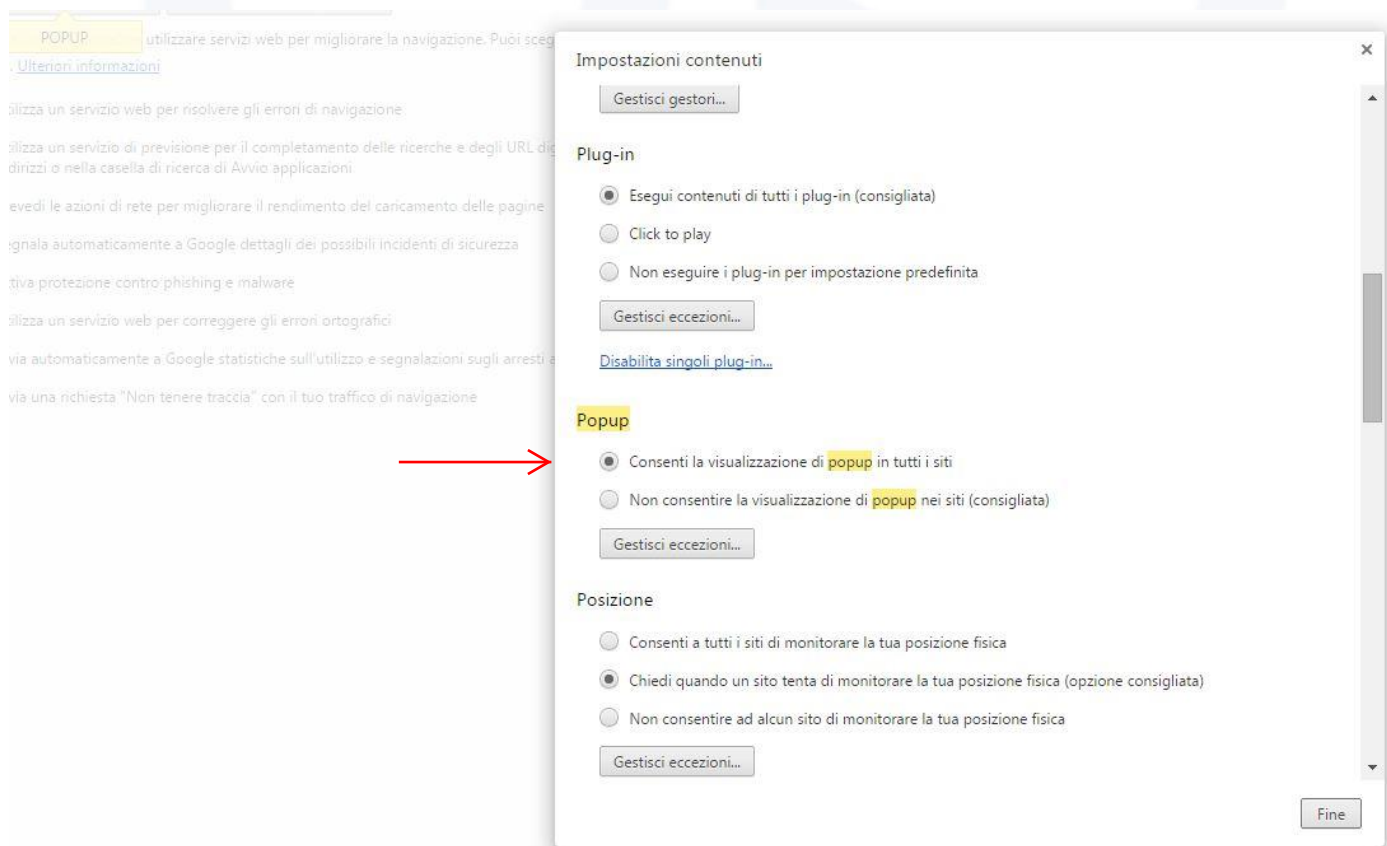 POPUP
utilizzare servizi web per migliorare la navigazione. Puoi sceg
. Ulteriori informazioni
ilizza un servizio web per risolvere gli errori di navigazione
ilizza un servizio di previsione per il completamento delle ricerche e degli URL dig
dirizzi o nella casella di ricerca di Avvio applicazioni
evedi le azioni di rete per migliorare il rendimento del caricamento delle pagine
egnala automaticamente a Google dettagli dei possibili incidenti di sicurezza
tiva protezione contro phishing e malware
ilizza un servizio web per correggere gli errori ortografici
via automaticamente a Google statistiche sull'utilizzo e segnalazioni sugli arresti a
via una richiesta "Non tenere traccia" con il tuo traffico di navigazione
Impostazioni contenuti
×
Gestisci gestori...
Plug-in
Esegui contenuti di tutti i plug-in (consigliata)
Click to play
Non eseguire i plug-in per impostazione predefinita
Gestisci eccezioni...
Disabilita singoli plug-in...
Popup
Consenti la visualizzazione di popup in tutti i siti
Non consentire la visualizzazione di popup nei siti (consigliata)
Gestisci eccezioni...
Posizione
Consenti a tutti i siti di monitorare la tua posizione fisica
Chiedi quando un sito tenta di monitorare la tua posizione fisica (opzione consigliata)
Non consentire ad alcun sito di monitorare la tua posizione fisica
Gestisci eccezioni...
Fine